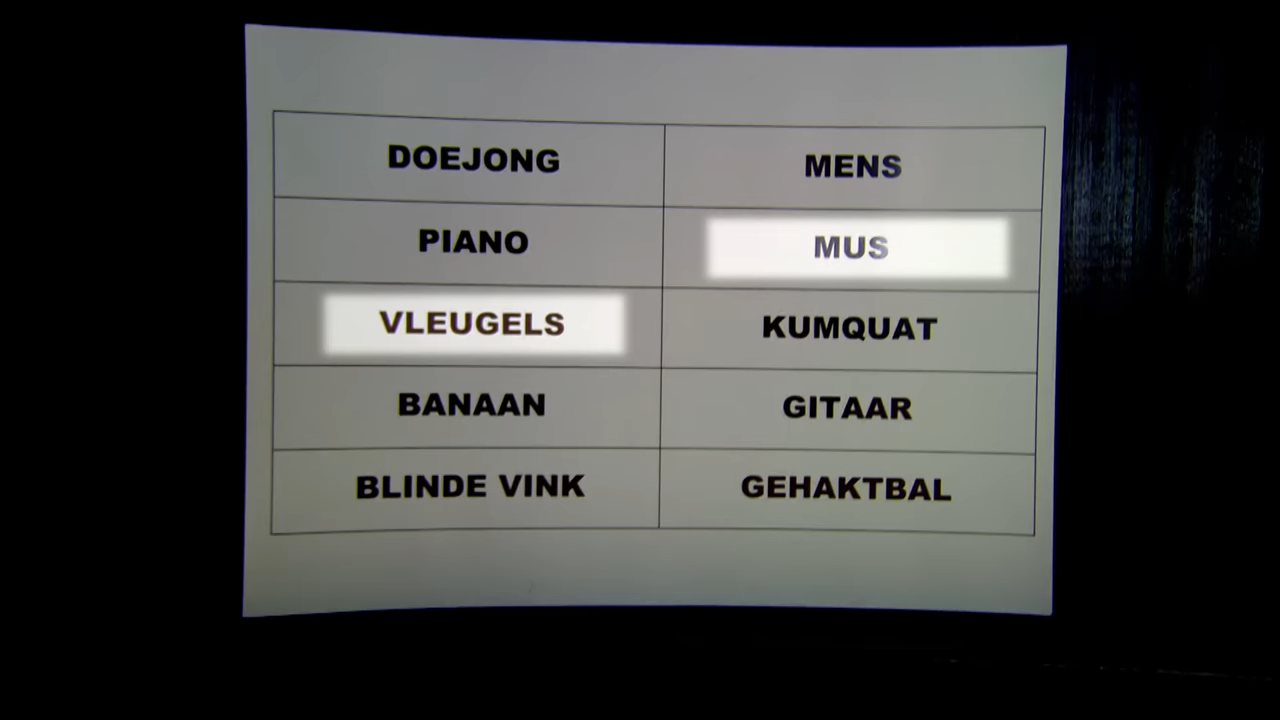 DOEJONG MENS
PIANO MUS
VLEUGELS KUMQUAT
BANAAN GITAAR
BLINDE VINK GEHAKTBAL